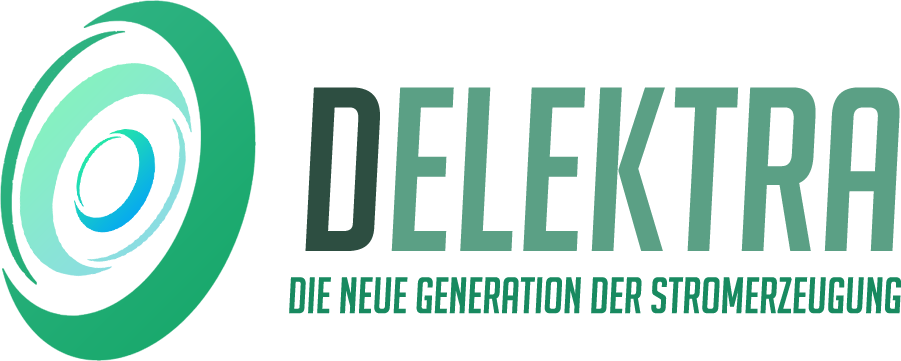 DELEKTRA
DIE NEUE GENERATION DER STROMERZEUGUNG